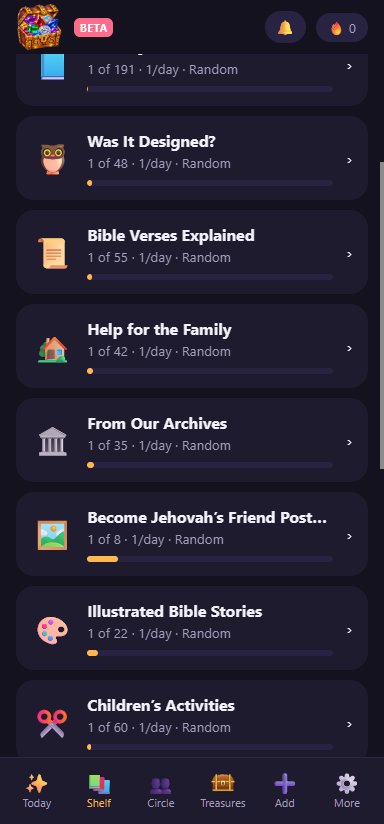 BETA
0
1 of 191 · 1/day · Random
Was It Designed?
1 of 48 · 1/day · Random
Bible Verses Explained
1 of 55 · 1/day · Random
Help for the Family
1 of 42 · 1/day · Random
From Our Archives
1 of 35 · 1/day · Random
Become Jehovah’s Friend Post...
1 of 8 · 1/day · Random
Illustrated Bible Stories
1 of 22 · 1/day · Random
Children’s Activities
1 of 60 · 1/day · Random
Today Shelf Circle Treasures Add More